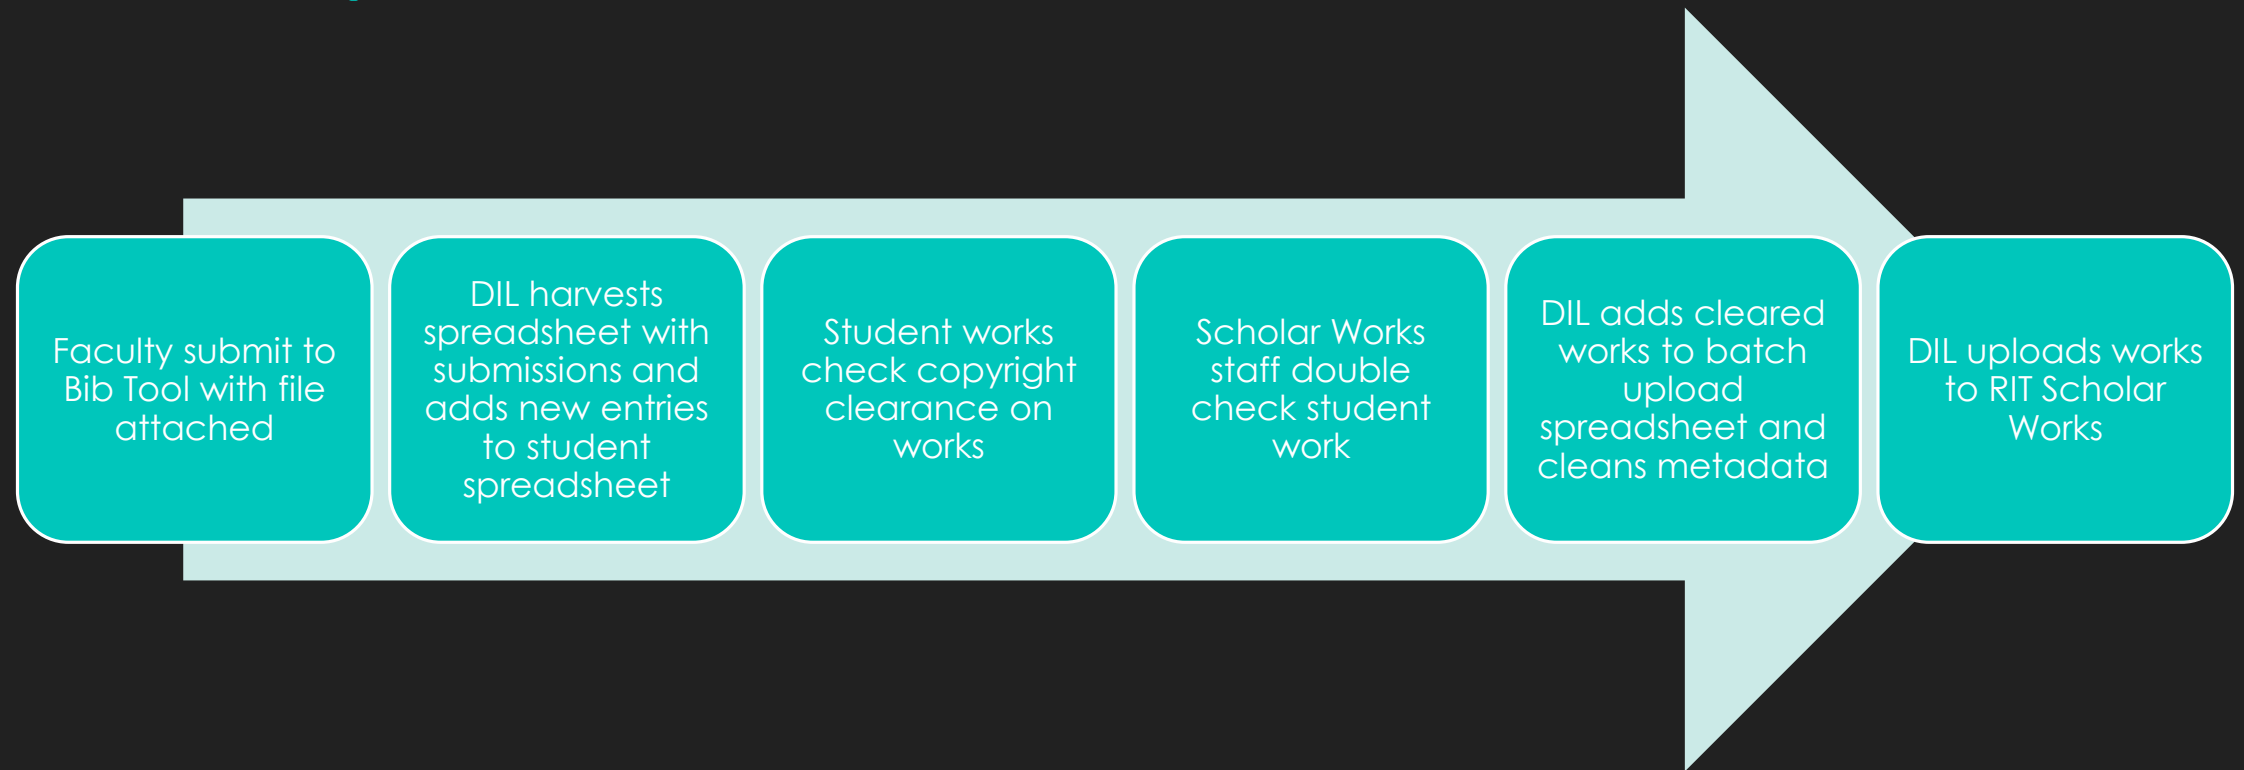 Faculty submit to
Bib Tool with file
attached
DIL harvests
spreadsheet with
submissions and
adds new entries
to student
spreadsheet
Student works
check copyright
clearance on
works
Scholar Works
staff double
check student
work
DIL adds cleared
works to batch
upload
spreadsheet and
cleans metadata
DIL uploads works
to RIT Scholar
Works